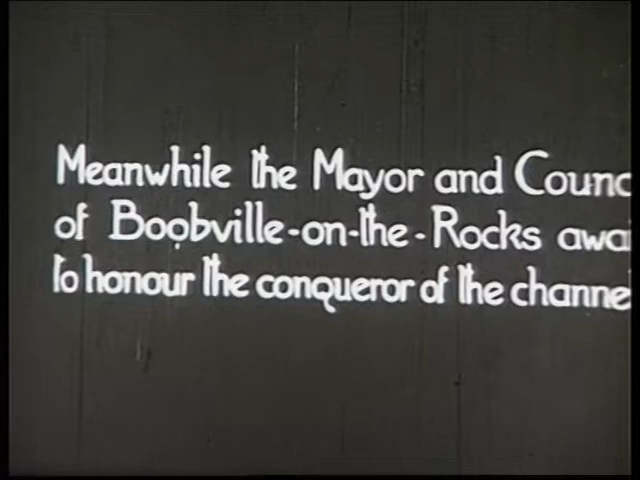 Meanwhile the Mayor and Counc
of Boobville-on-the-Rocks awa
to honour the conqueror of the channe